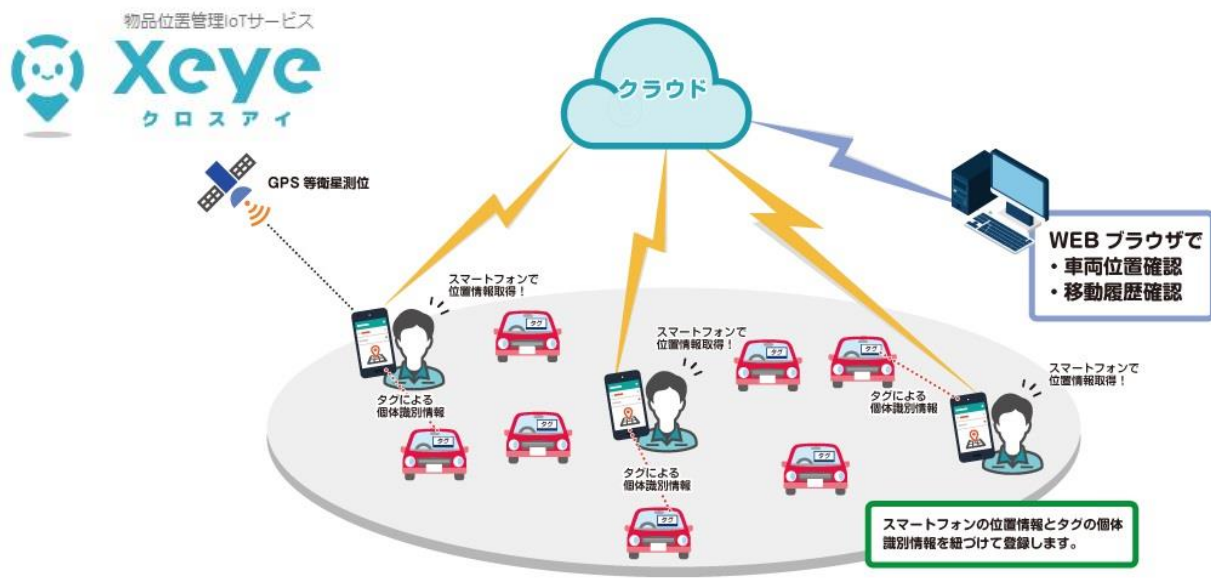 物品位置管理IoTサービス
Xeye
クロスアイ
クラウド
GPS 等衛星測位
WEB ブラウザで
・車両位置確認
・移動履歴確認
スマートフォンで
位置情報取得！
タグ
スマートフォンで
位置情報取得！
タグ
タグ
スマートフォンで
位置情報取得！
タグによる
個体識別情報
タグによる
個体識別情報
タグ
タグ
タグ
タグによる
個体識別情報
タグ
スマートフォンの位置情報とタグの個体
識別情報を紐づけて登録します。